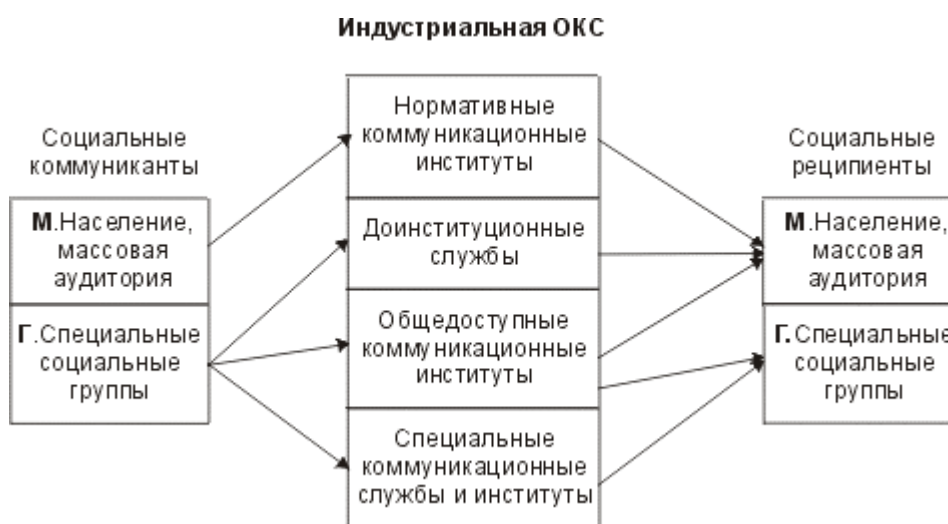 Индустриальная ОКС
Социальные
коммуниканты
М.Население,
массовая
аудитория
Г.Специальные
социальные
группы
Нормативные
коммуникационные
институты
Доинституционные
службы
Общедоступные
коммуникационные
институты
Специальные
коммуникационные
службы и институты
Социальные
реципиенты
М.Население,
массовая
аудитория
Г.Специальные
социальные
группы